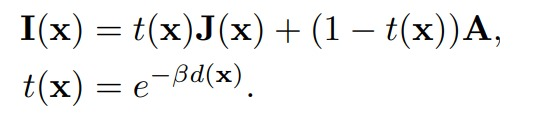 I(x) = t(x)J(x) + (1 − t(x))A,
t(x) = e^{−βd(x)}.